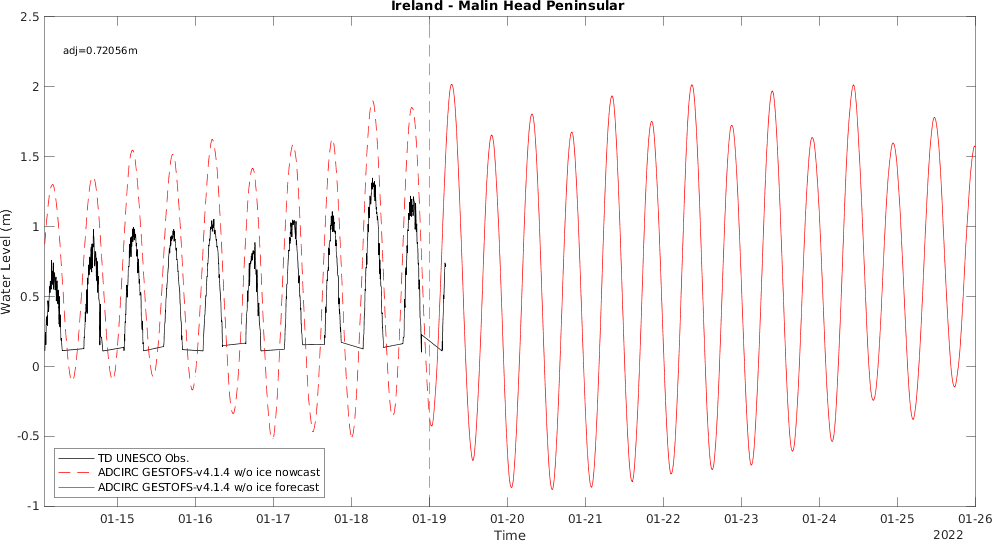 Ireland - Malin Head Peninsular
adj=0.72056m
2.5
2
1.5
1
0.5
0
-0.5
-1
Water Level (m)
TD UNESCO Obs.
ADCIRC GESTOFS-v4.1.4 w/o ice nowcast
ADCIRC GESTOFS-v4.1.4 w/o ice forecast
01-15 01-16 01-17 01-18 01-19 01-20 01-21 01-22 01-23 01-24 01-25 01-26
Time
2022